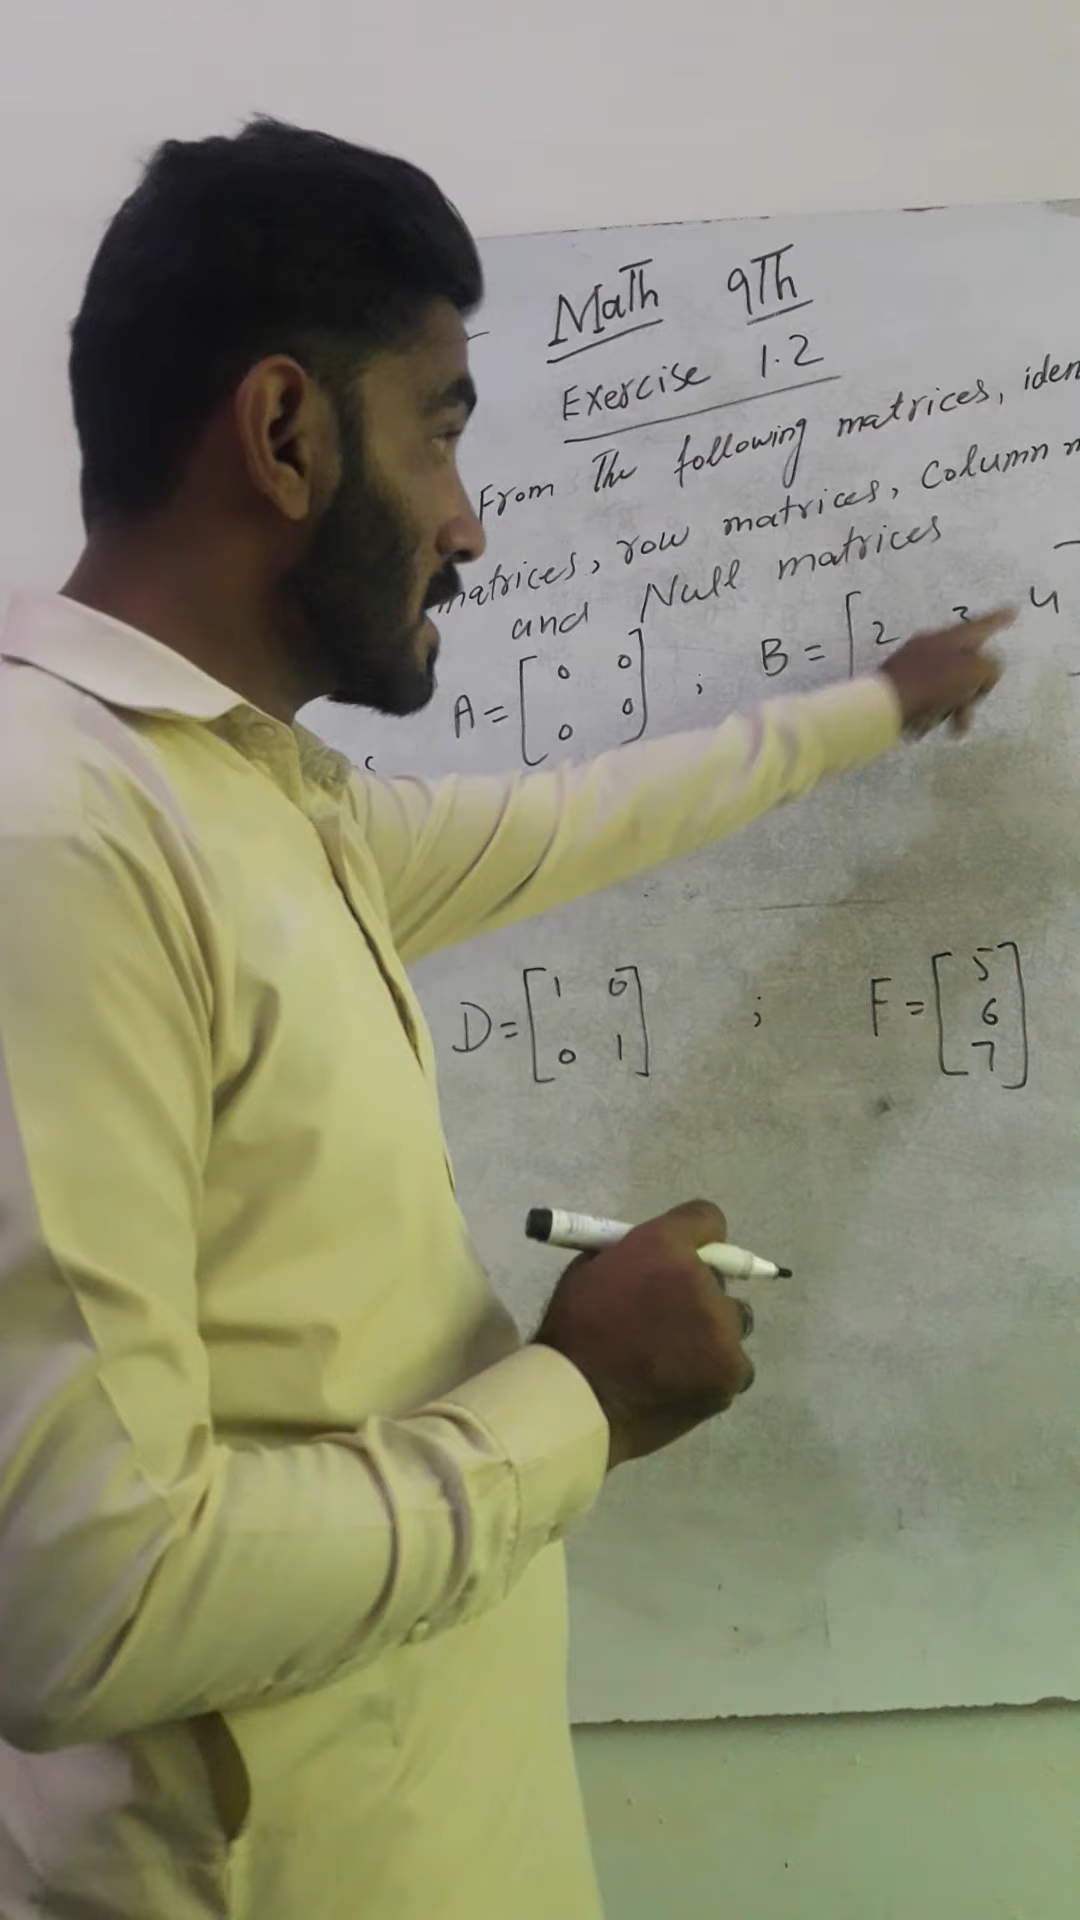 Math 9Th
Exercise 1.2
From The following matrices, iden
matrices, row matrices, Column m
and Null matrices
A = [ 0 0 ; B = [ 2 3 4
0 0 ]
D = [ 1 0 ; F = [ 5
0 1 ] 6
7 ]